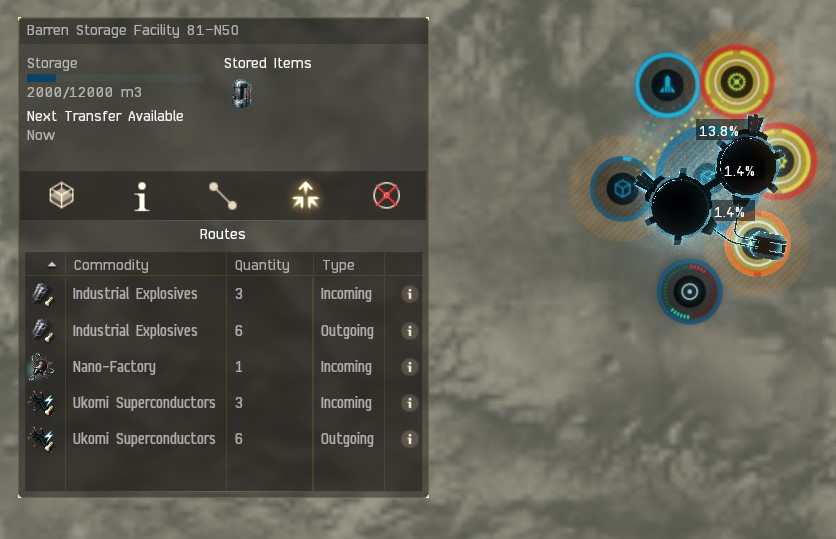 Barren Storage Facility 81-N50
Storage
Stored Items
2000/12000 m3
Next Transfer Available
Now
Routes
Commodity Quantity Type
Industrial Explosives 3 Incoming
Industrial Explosives 6 Outgoing
Nano-Factory 1 Incoming
Ukomi Superconductors 3 Incoming
Ukomi Superconductors 6 Outgoing
13.8%
1.4%
1.4%